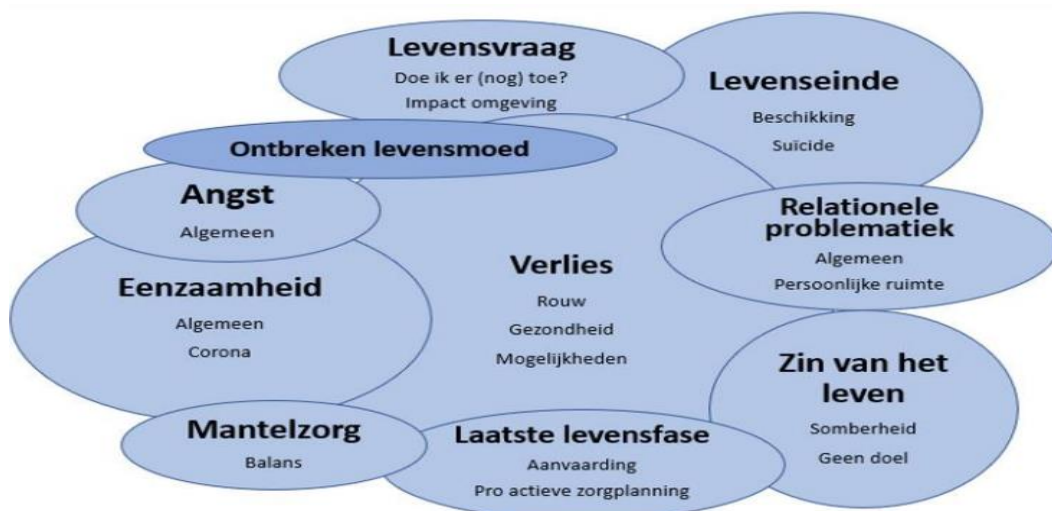 Levensvraag
Doe ik er (nog) toe?
Impact omgeving
Levenseinde
Beschikking
Suïcide
Ontbreken levensmoed
Angst
Algemeen
Relationele
problematiek
Algemeen
Persoonlijke ruimte
Verlies
Rouw
Gezondheid
Mogelijkheden
Eenzaamheid
Algemeen
Corona
Zin van het
leven
Somberheid
Geen doel
Mantelzorg
Balans
Laatste levensfase
Aanvaarding
Pro actieve zorgplanning